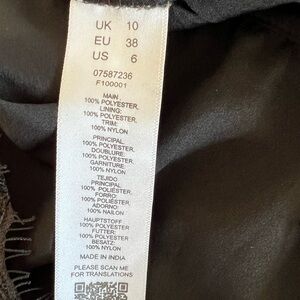 UK 10
EU 38
US 6
07587236
F100001
MAIN
100% POLYESTER,
LINING:
100% POLYESTER,
TRIM:
100% NYLON
PRINCIPAL
100% POLYESTER,
DOUBLURE:
100% POLYESTER,
GARNITURE:
100% NYLON
TEJIDO
PRINCIPAL:
100% POLIÉSTER,
FORRO:
100% POLIÉSTER,
ADORNO:
100% NAILON
HAUPTSTOFF
100% POLYESTER
FUTTER:
100% POLYESTER
BESATZ:
100% NYLON
MADE IN INDIA
PLEASE SCAN ME
FOR TRANSLATIONS